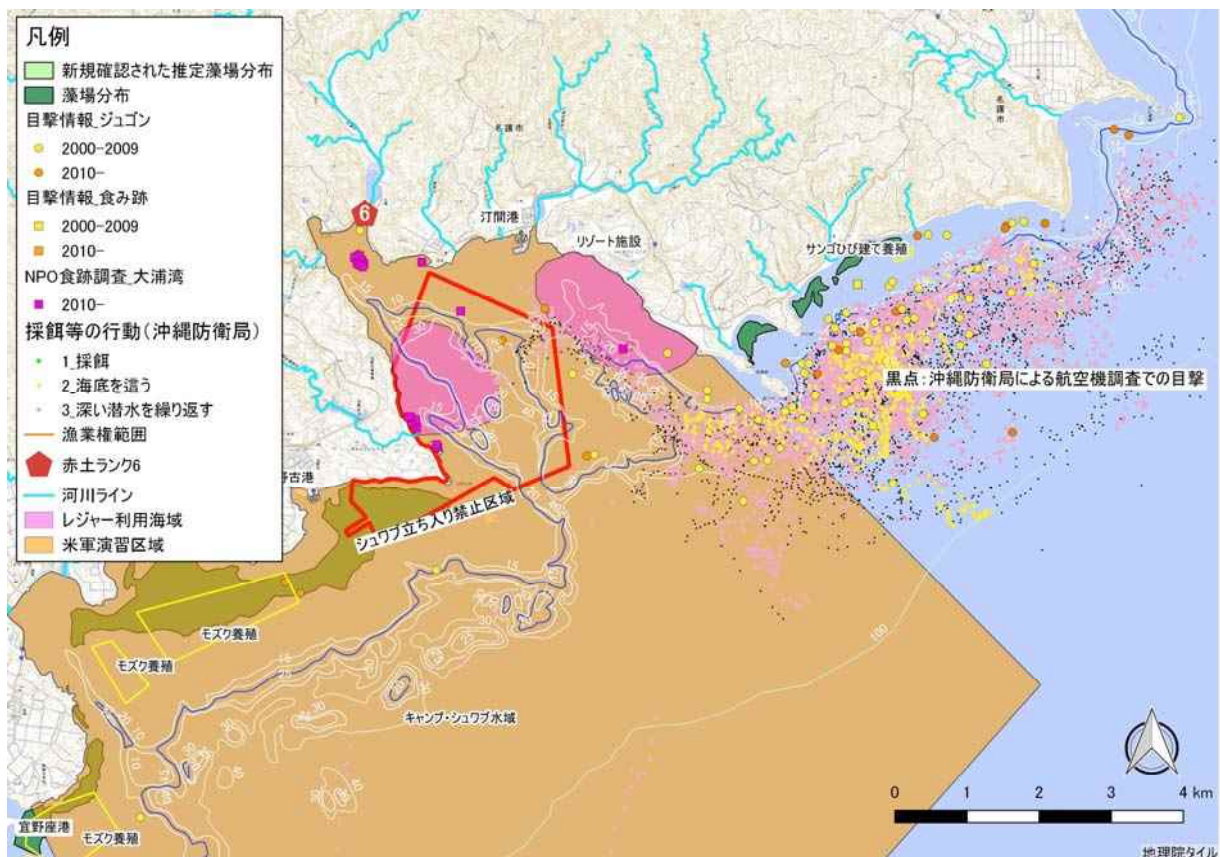 凡例
新規確認された推定藻場分布
藻場分布
目撃情報_ジュゴン
2000-2009
2010-
目撃情報_食み跡
2000-2009
2010-
NPO食跡調査_大浦湾
2010-
採餌等の行動(沖縄防衛局)
1_採餌
2_海底を這う
3_深い潜水を繰り返す
漁業権範囲
赤土ランク6
河川ライン
レジャー利用海域
米軍演習区域
名護市
名護市
6
汀間港
リゾート施設
サンゴひび建て養殖
黒点:沖縄防衛局による航空機調査での目撃
野古港
シュワブ立ち入り禁止区域
モズク養殖
モズク養殖
キャンプ・シュワブ水域
100
宜野座港
モズク養殖
0 1 2 3 4 km
地理院タイル